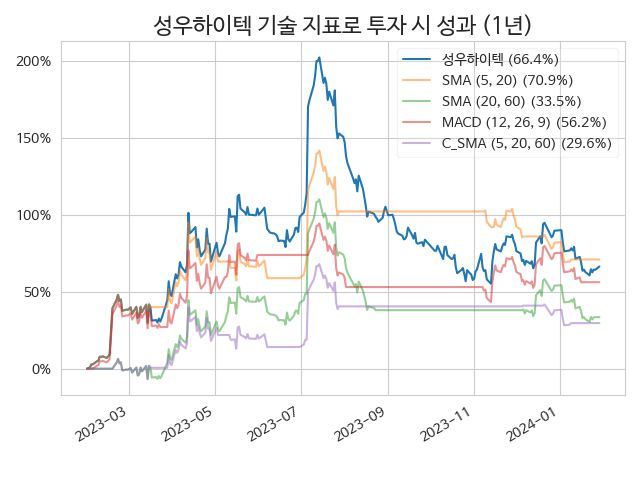 성우하이텍 기술 지표로 투자 시 성과 (1년)
성우하이텍 (66.4%)
SMA (5, 20) (70.9%)
SMA (20, 60) (33.5%)
MACD (12, 26, 9) (56.2%)
C_SMA (5, 20, 60) (29.6%)
200%
150%
100%
50%
0%
2023-03
2023-05
2023-07
2023-09
2023-11
2024-01